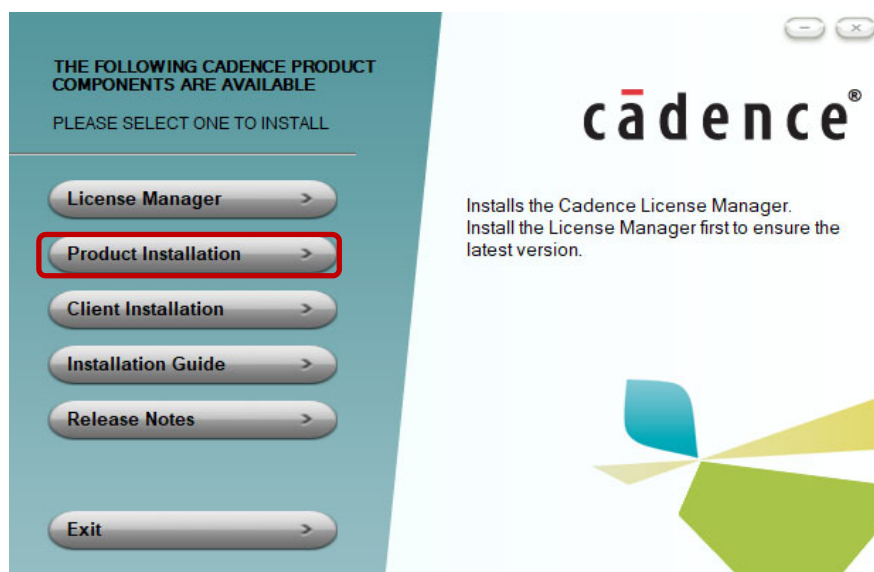 THE FOLLOWING CADENCE PRODUCT
COMPONENTS ARE AVAILABLE
PLEASE SELECT ONE TO INSTALL
License Manager >
Product Installation >
Client Installation >
Installation Guide >
Release Notes >
Exit >
cādence®
Installs the Cadence License Manager.
Install the License Manager first to ensure the
latest version.